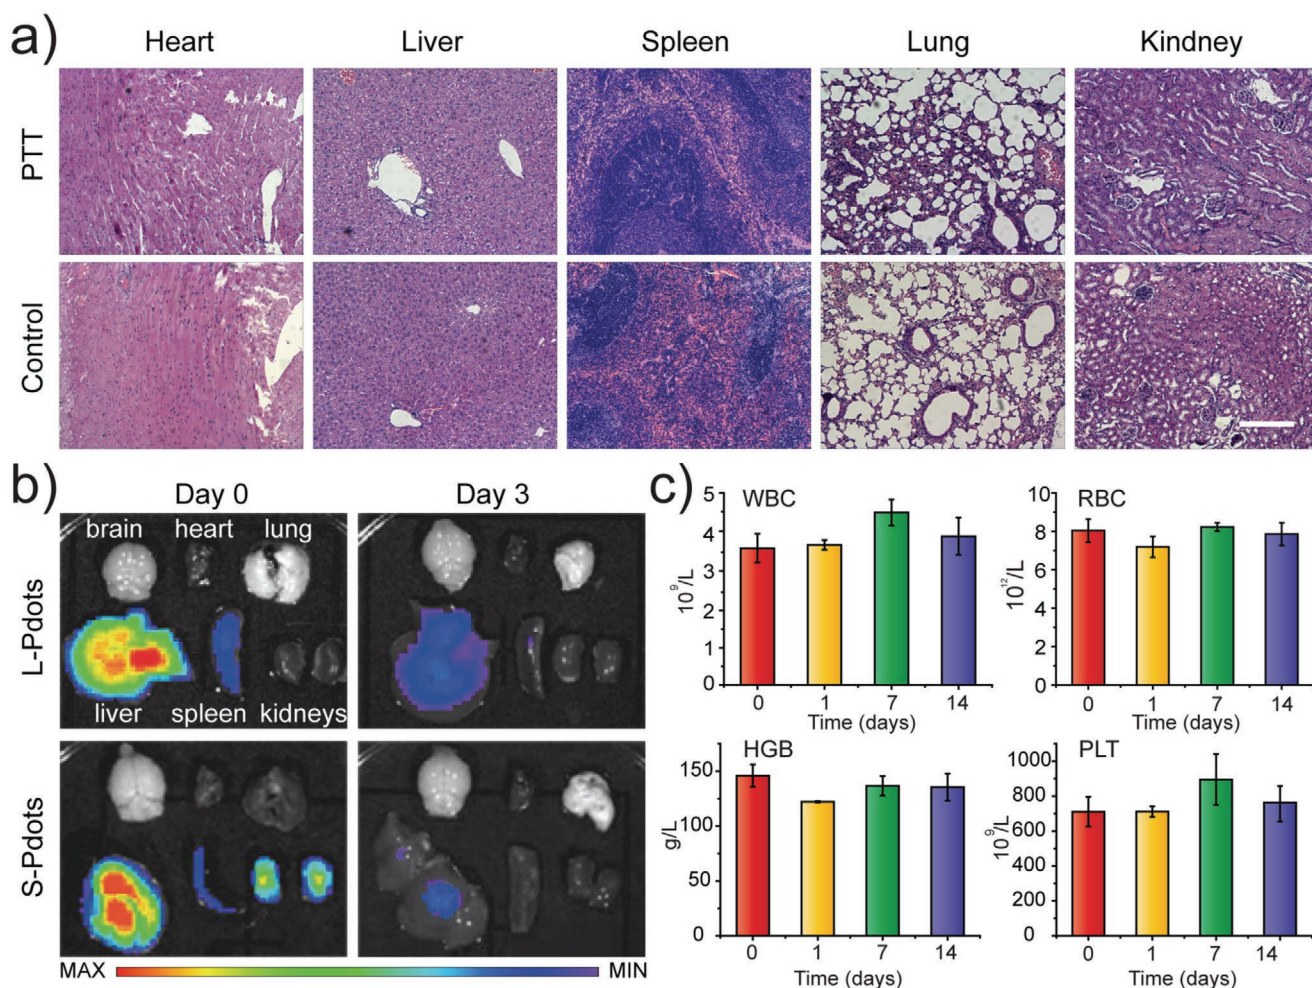 a)
Heart Liver Spleen Lung Kindney
PTT
Control
b)
Day 0 Day 3
L-Pdots
brain heart lung
liver spleen kidneys
S-Pdots
MAX MIN
c)
WBC
10⁹/L
5
4
3
2
1
0
0 1 7 14
Time (days)
RBC
10¹²/L
10
8
6
4
2
0
0 1 7 14
Time (days)
HGB
g/L
150
100
50
0
0 1 7 14
Time (days)
PLT
10⁹/L
1000
800
600
400
200
0
0 1 7 14
Time (days)